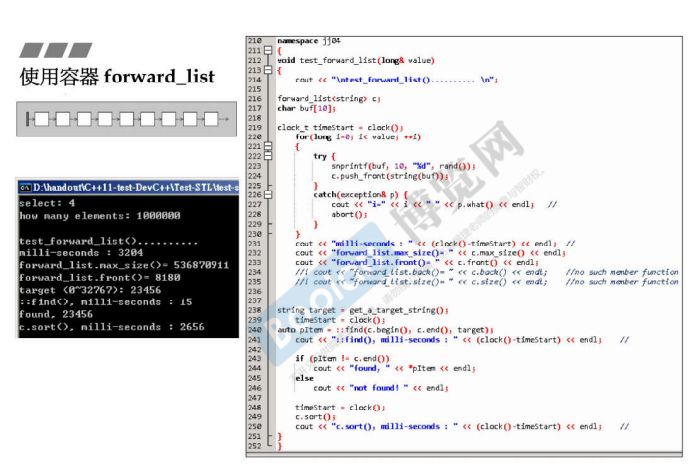 使用容器 forward_list
D:\handout\C++11-test-DevC++\Test-STL\test-s
select: 4
how many elements: 1000000
test_forward_list()..........
milli-seconds : 3204
forward_list.max_size()= 536870911
forward_list.front()= 8180
target (0~32767): 23456
::find(), milli-seconds : 15
found, 23456
c.sort(), milli-seconds : 2656
210 namespace jj04
211 {
212 void test_forward_list(long& value)
213 {
214 cout << "\ntest_forward_list().......... \n";
215
216 forward_list<string> c;
217 char buf[10];
218
219 clock_t timeStart = clock();
220 for(long i=0; i< value; ++i)
221 {
222 try {
223 snprintf(buf, 10, "%d", rand());
224 c.push_front(string(buf));
225 }
226 catch(exception& p) {
227 cout << "i=" << i << " " << p.what() << endl; //
228 abort();
229 }
230 }
231 cout << "milli-seconds : " << (clock()-timeStart) << endl; //
232 cout << "forward_list.max_size()= " << c.max_size() << endl;
233 cout << "forward_list.front()= " << c.front() << endl;
234 //! cout << "forward_list.back()= " << c.back() << endl; //no such member function
235 //! cout << "forward_list.size()= " << c.size() << endl; //no such member function
236
237
238 string target = get_a_target_string();
239 timeStart = clock();
240 auto pItem = ::find(c.begin(), c.end(), target);
241 cout << "::find(), milli-seconds : " << (clock()-timeStart) << endl; //
242
243 if (pItem != c.end())
244 cout << "found, " << *pItem << endl;
245 else
246 cout << "not found! " << endl;
247
248 timeStart = clock();
249 c.sort();
250 cout << "c.sort(), milli-seconds : " << (clock()-timeStart) << endl; //
251 }
252 }
博览网